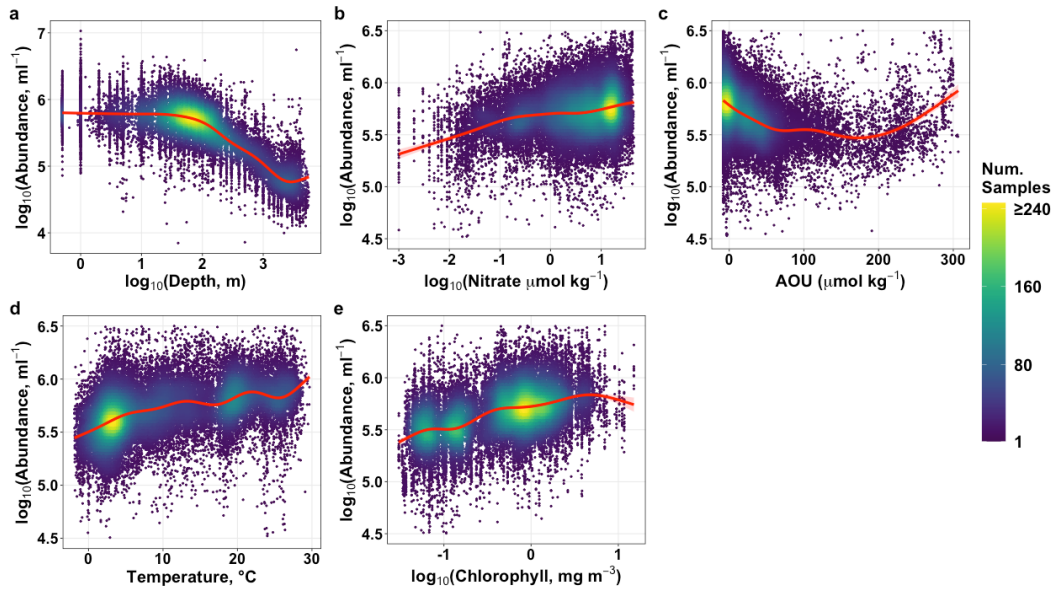 a
b
c
7
6
5
4
log₁₀(Abundance, ml⁻¹)
0
1
2
3
log₁₀(Depth, m)
6.5
6.0
5.5
5.0
4.5
log₁₀(Abundance, ml⁻¹)
-3
-2
-1
0
1
log₁₀(Nitrate μmol kg⁻¹)
6.5
6.0
5.5
5.0
4.5
log₁₀(Abundance, ml⁻¹)
0
100
200
300
AOU (μmol kg⁻¹)
Num.
Samples
≥240
160
80
1
d
e
6.5
6.0
5.5
5.0
4.5
log₁₀(Abundance, ml⁻¹)
0
10
20
30
Temperature, °C
6.5
6.0
5.5
5.0
4.5
log₁₀(Abundance, ml⁻¹)
-1
0
1
log₁₀(Chlorophyll, mg m⁻³)